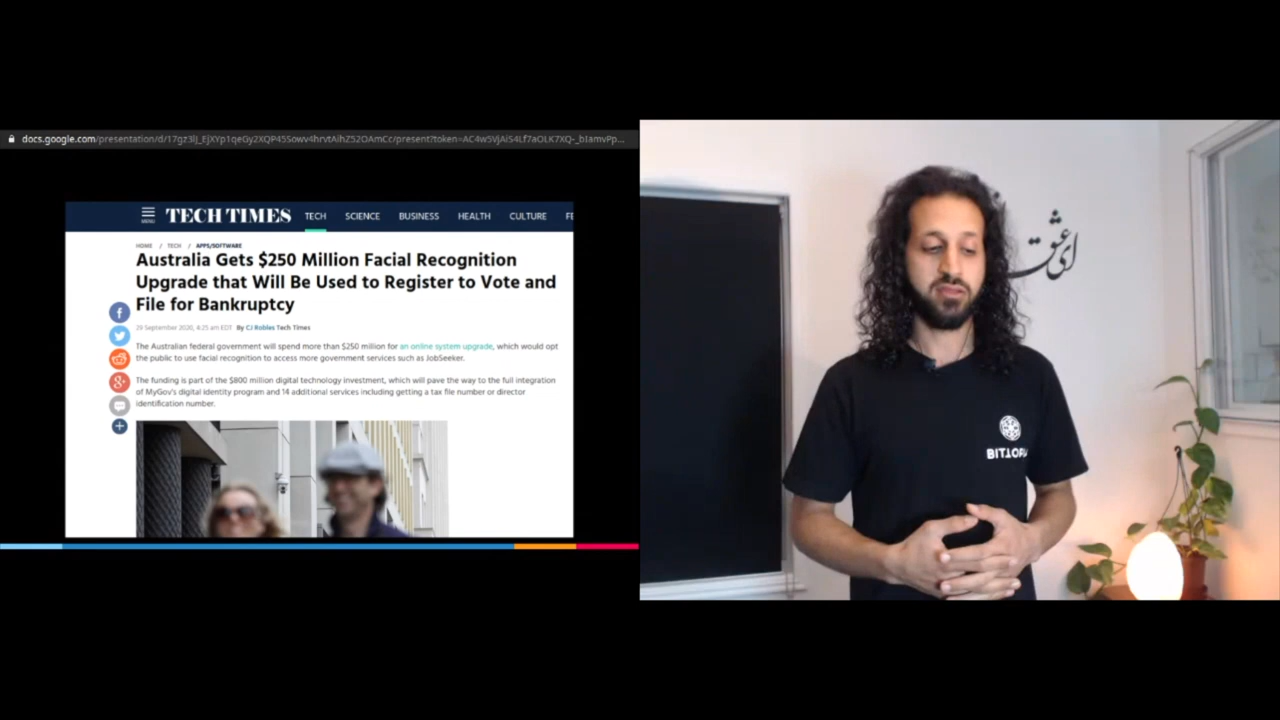 docs.google.com/presentation/d/
TECH TIMES
MENU
TECH
SCIENCE
BUSINESS
HEALTH
CULTURE
FE
HOME / TECH / APPS/SOFTWARE
Australia Gets $250 Million Facial Recognition
Upgrade that Will Be Used to Register to Vote and
File for Bankruptcy
29 September 2020, 4:25 am EDT By CJ Robles Tech Times
The Australian federal government will spend more than $250 million for an online system upgrade, which would opt
the public to use facial recognition to access more government services such as JobSeeker.
The funding is part of the $800 million digital technology investment, which will pave the way to the full integration
of MyGov's digital identity program and 14 additional services including getting a tax file number or director
identification number.
ای عشق